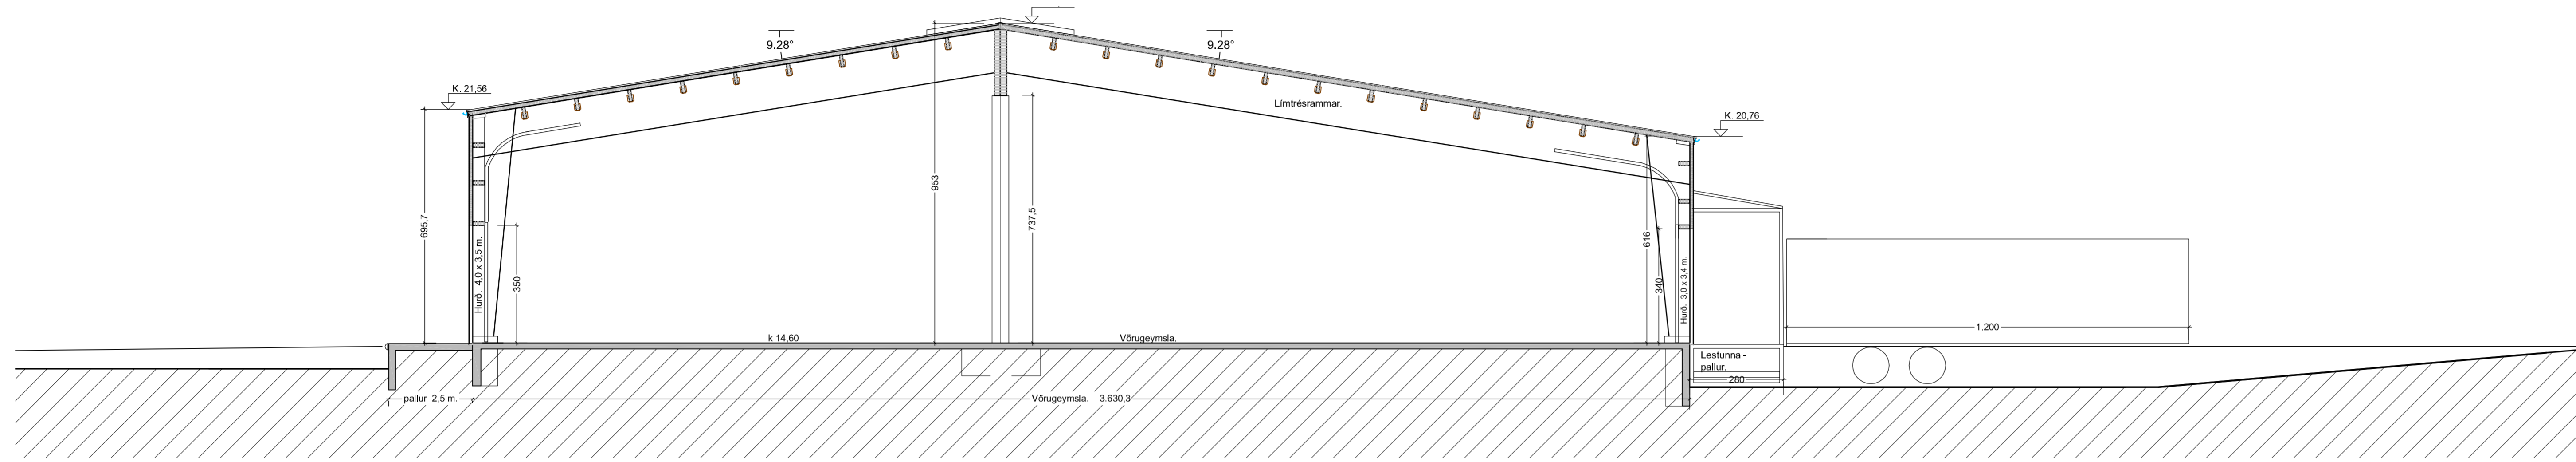 9.28°
9.28°
K. 21,56
Límtrésrammar.
K. 20,76
953
695,7
737,5
616
Hurð. 4,0 x 3,5 m.
350
340
Hurð. 3.0 x 3.4 m.
1.200
k 14,60
Vörugeymsla.
Lestunna -
pallur.
280
pallur 2,5 m.
Vörugeymsla. 3.630,3